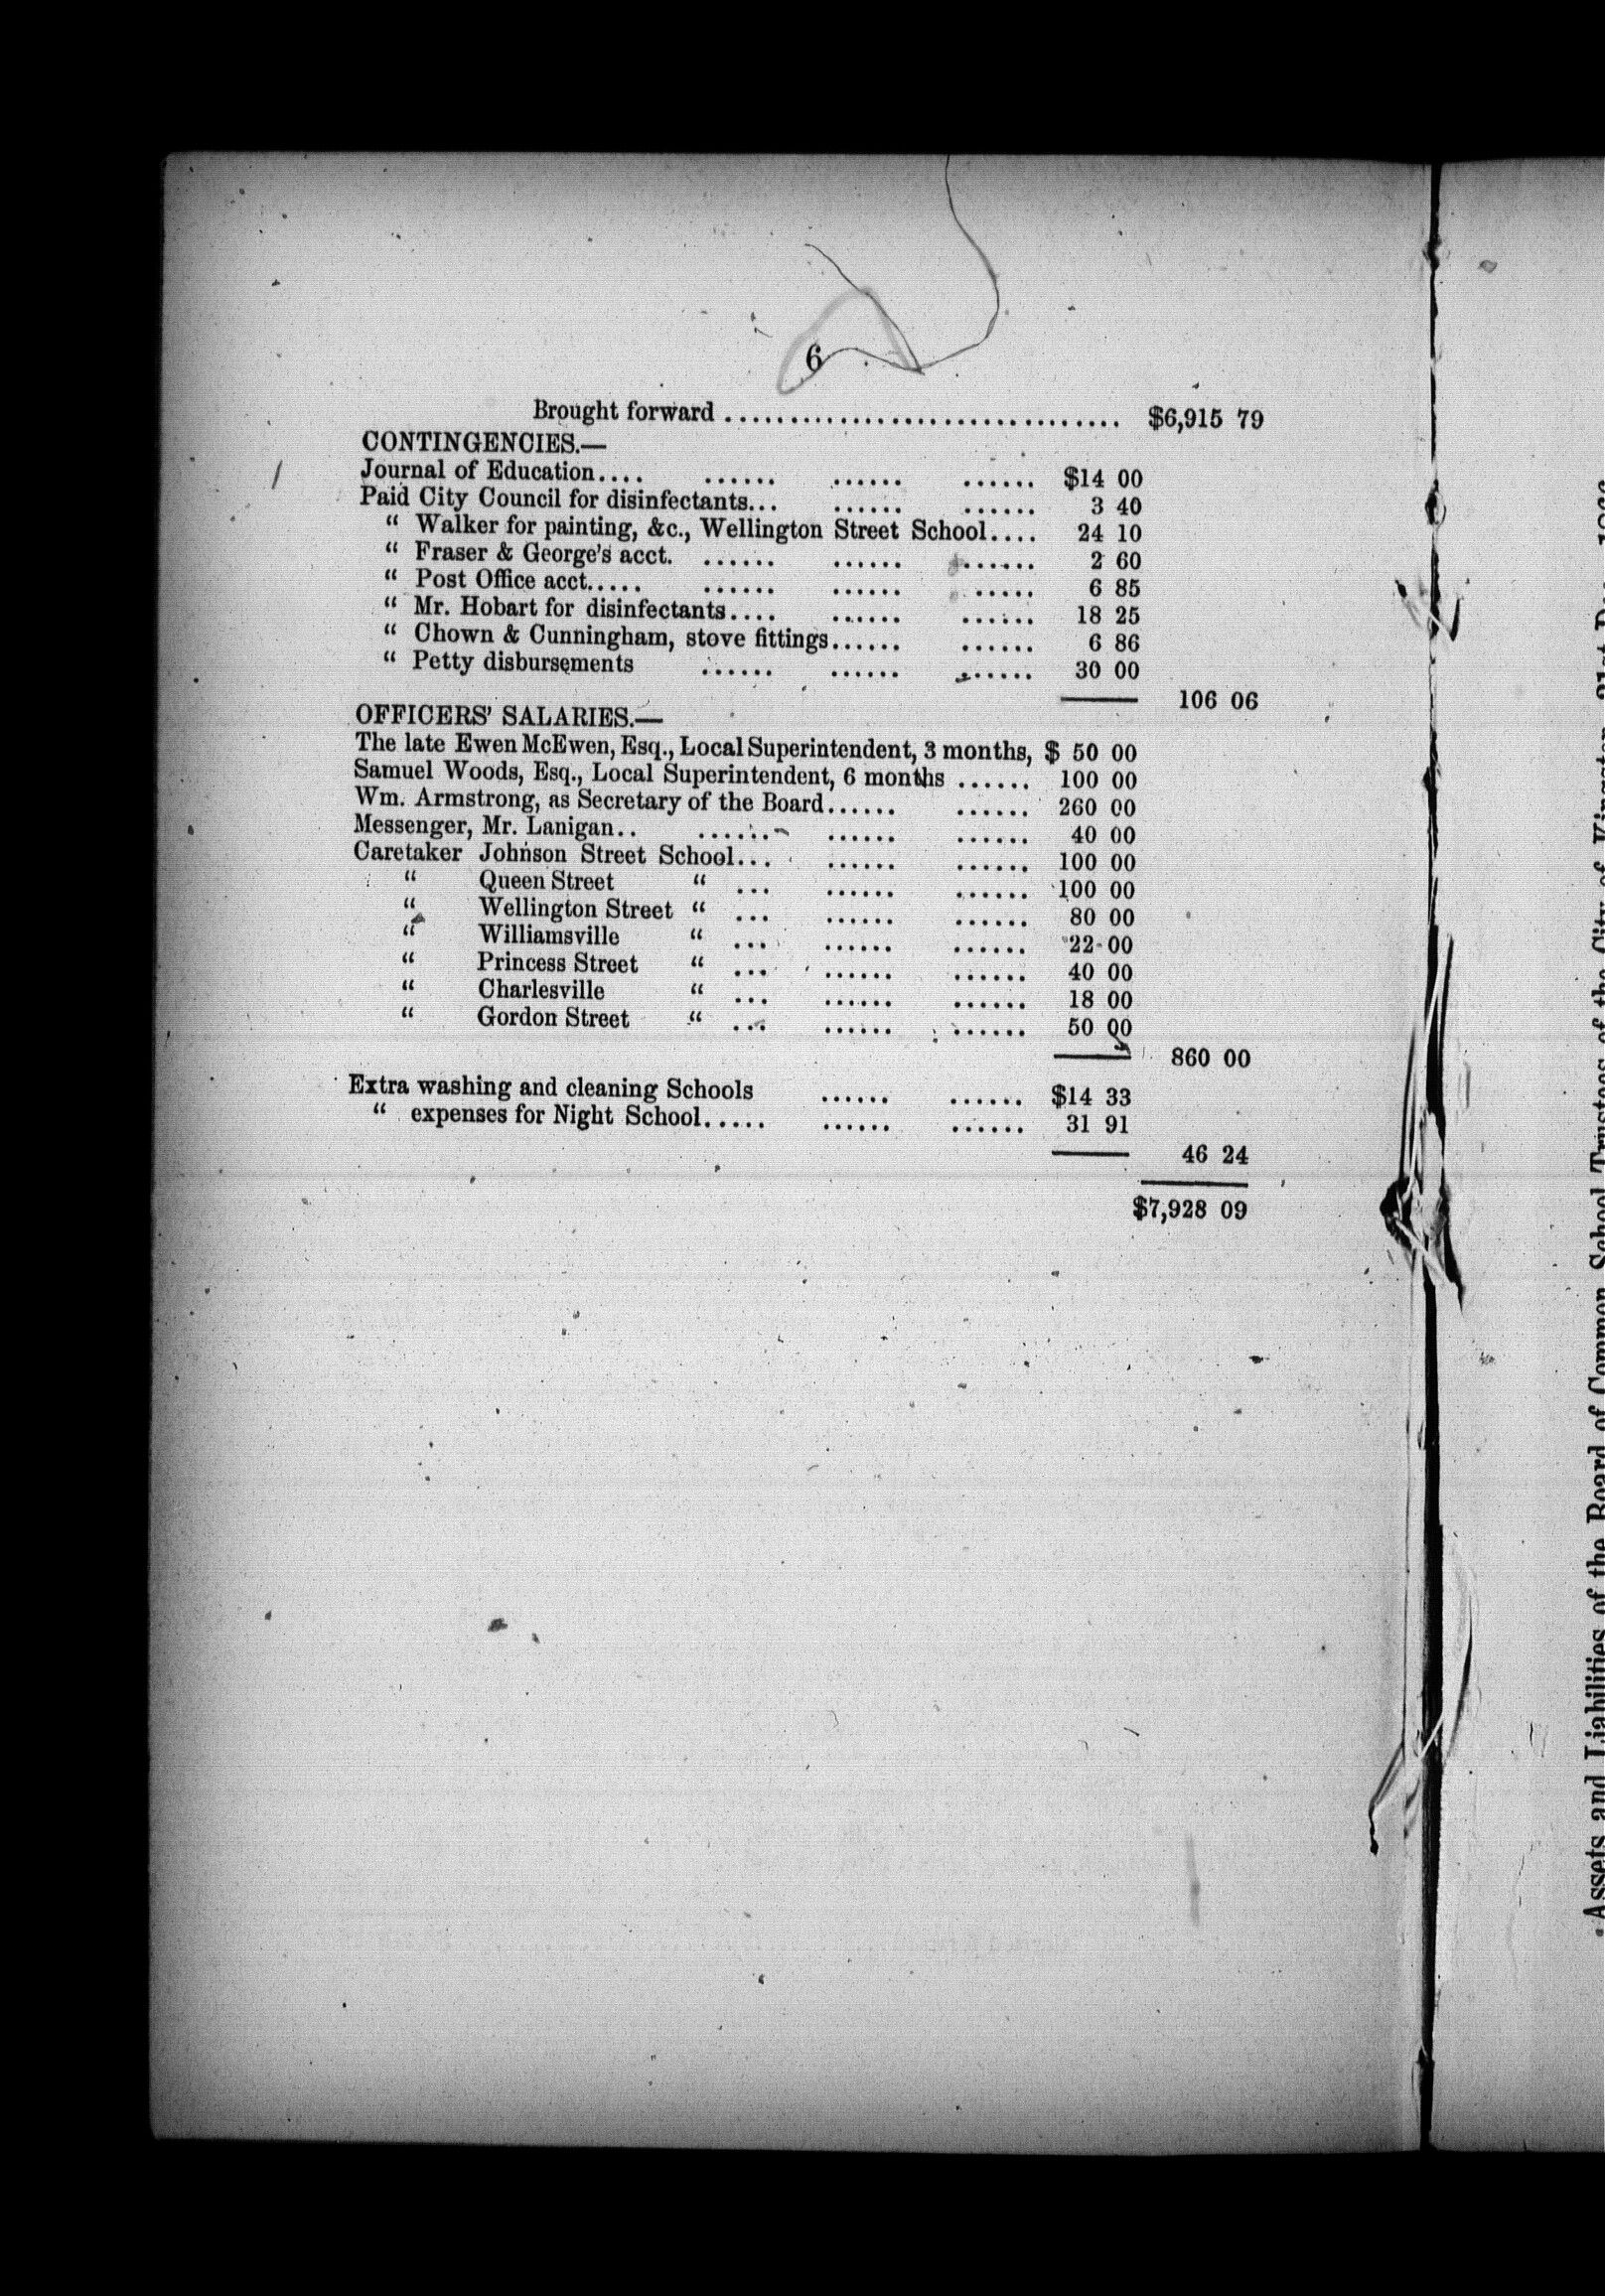 6
Brought forward .............................. $6,915 79
CONTINGENCIES.—
Journal of Education.... ...... ...... ...... $14 00
Paid City Council for disinfectants... ...... ...... 3 40
“ Walker for painting, &c., Wellington Street School.... 24 10
“ Fraser & George's acct. ...... ...... ...... 2 60
“ Post Office acct..... ...... ...... ..... 6 85
“ Mr. Hobart for disinfectants.... ...... ...... 18 25
“ Chown & Cunningham, stove fittings...... ...... 6 86
“ Petty disbursements ...... ...... ...... 30 00
106 06
OFFICERS' SALARIES.—
The late Ewen McEwen, Esq., Local Superintendent, 3 months, $ 50 00
Samuel Woods, Esq., Local Superintendent, 6 months ...... 100 00
Wm. Armstrong, as Secretary of the Board...... ...... 260 00
Messenger, Mr. Lanigan.. ...... ...... ...... 40 00
Caretaker Johnson Street School... ...... ...... 100 00
“ Queen Street “ ... ...... ...... 100 00
“ Wellington Street “ ... ...... ...... 80 00
“ Williamsville “ ... ...... ...... 22 00
“ Princess Street “ ... ...... ...... 40 00
“ Charlesville “ ... ...... ...... 18 00
“ Gordon Street “ ... ...... ...... 50 00
860 00
Extra washing and cleaning Schools ...... ...... $14 33
“ expenses for Night School..... ...... ...... 31 91
46 24
$7,928 09
Assets and Liabilities of the Board of Common School Trustees of the City of Kingston, 31st